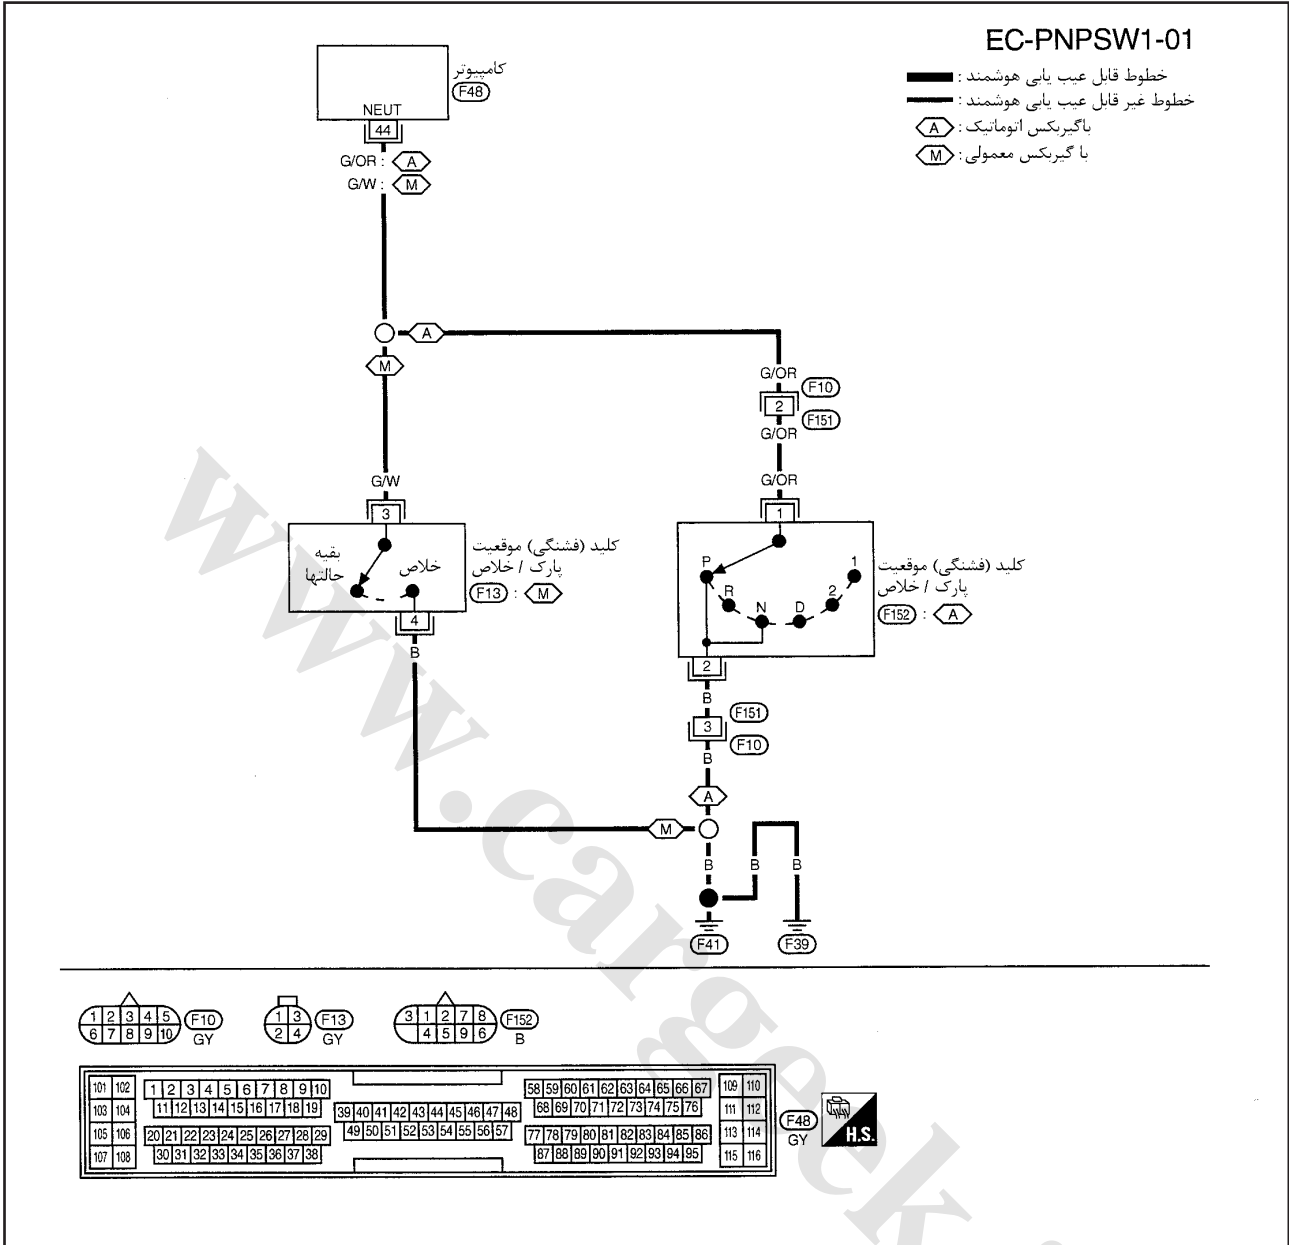 EC-PNPSW1-01
خطوط قابل عیب یابی هوشمند :
خطوط غیر قابل عیب یابی هوشمند :
باگیربکس اتوماتیک : A
با گیربکس معمولی : M
کامپیوتر
F48
NEUT
44
G/OR : A
G/W : M
A
M
G/OR
F10
2
F151
G/OR
G/W
G/OR
3
1
بقیه
حالتها
خلاص
کلید (فشنگی) موقعیت
پارک / خلاص
F13 : M
P
R
N
D
2
1
کلید (فشنگی) موقعیت
پارک / خلاص
F152 : A
4
B
2
B
F151
3
F10
B
A
M
B
B
B
F41
F39
1 2 3 4 5
6 7 8 9 10
F10
GY
1 3
2 4
F13
GY
3 1 2 7 8
4 5 9 6
F152
B
101 102
103 104
105 106
107 108
1 2 3 4 5 6 7 8 9 10
11 12 13 14 15 16 17 18 19
20 21 22 23 24 25 26 27 28 29
30 31 32 33 34 35 36 37 38
39 40 41 42 43 44 45 46 47 48
49 50 51 52 53 54 55 56 57
58 59 60 61 62 63 64 65 66 67
68 69 70 71 72 73 74 75 76
77 78 79 80 81 82 83 84 85 86
87 88 89 90 91 92 93 94 95
109 110
111 112
113 114
115 116
F48
GY
H.S.
www.cargeek